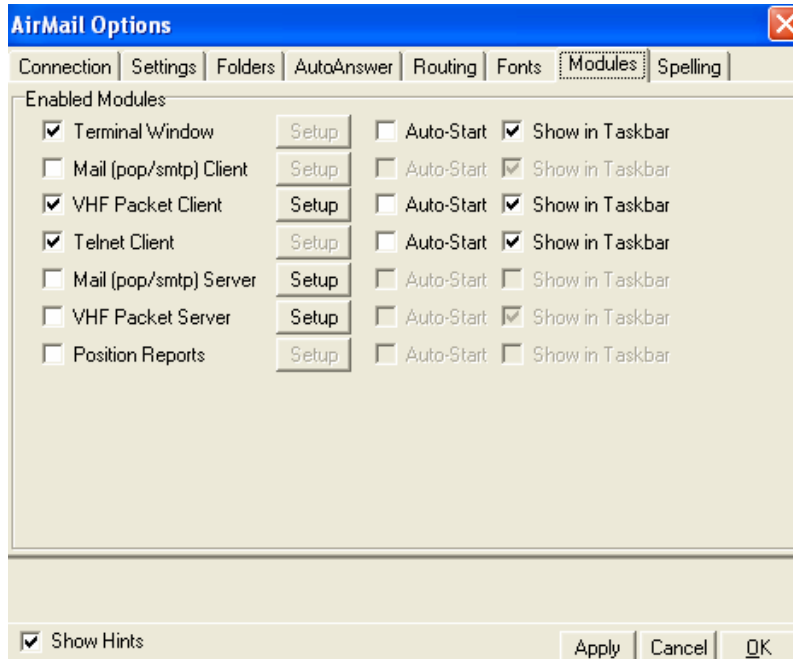 AirMail Options
Connection Settings Folders AutoAnswer Routing Fonts Modules Spelling
Enabled Modules
Terminal Window Setup Auto-Start Show in Taskbar
Mail (pop/smtp) Client Setup Auto-Start Show in Taskbar
VHF Packet Client Setup Auto-Start Show in Taskbar
Telnet Client Setup Auto-Start Show in Taskbar
Mail (pop/smtp) Server Setup Auto-Start Show in Taskbar
VHF Packet Server Setup Auto-Start Show in Taskbar
Position Reports Setup Auto-Start Show in Taskbar
Show Hints Apply Cancel OK